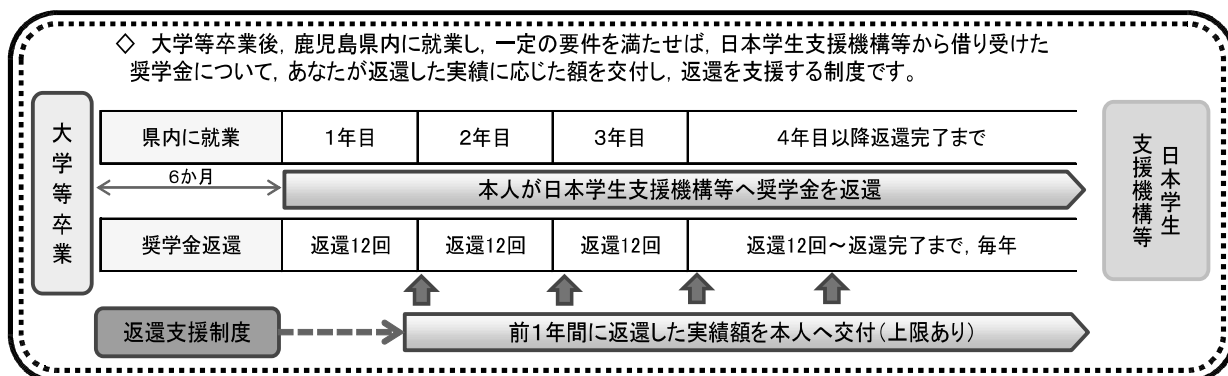 ◇ 大学等卒業後，鹿児島県内に就業し，一定の要件を満たせば，日本学生支援機構等から借り受けた
奨学金について，あなたが返還した実績に応じた額を交付し，返還を支援する制度です。
大学等卒業
県内に就業 1年目 2年目 3年目 4年目以降返還完了まで
6か月
本人が日本学生支援機構等へ奨学金を返還
奨学金返還 返還12回 返還12回 返還12回 返還12回～返還完了まで，毎年
返還支援制度
前１年間に返還した実績額を本人へ交付（上限あり）
日本学生
支援機構等